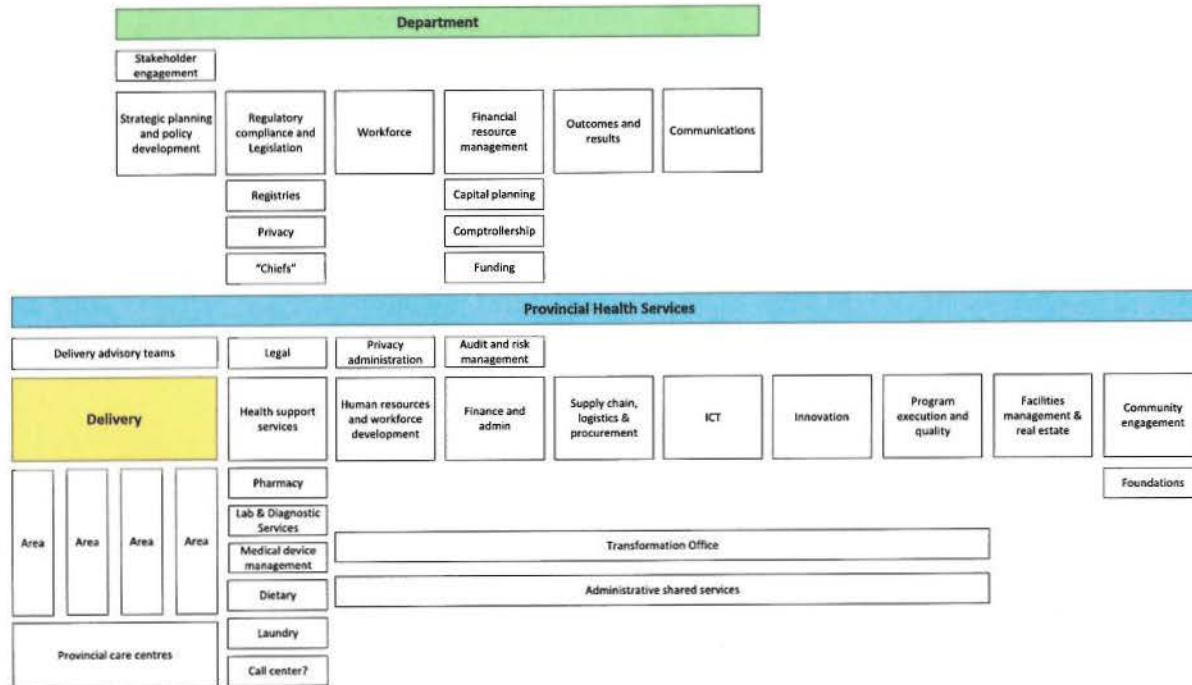 Department
Stakeholder
engagement
Strategic planning
and policy
development
Regulatory
compliance and
Legislation
Workforce
Financial
resource
management
Outcomes and
results
Communications
Registries
Capital planning
Privacy
Comptrollership
"Chiefs"
Funding
Provincial Health Services
Delivery advisory teams
Legal
Privacy
administration
Audit and risk
management
Delivery
Health support
services
Human resources
and workforce
development
Finance and
admin
Supply chain,
logistics &
procurement
ICT
Innovation
Program
execution and
quality
Facilities
management &
real estate
Community
engagement
Area
Area
Area
Area
Pharmacy
Foundations
Lab & Diagnostic
Services
Transformation Office
Medical device
management
Administrative shared services
Dietary
Laundry
Provincial care centres
Call center?